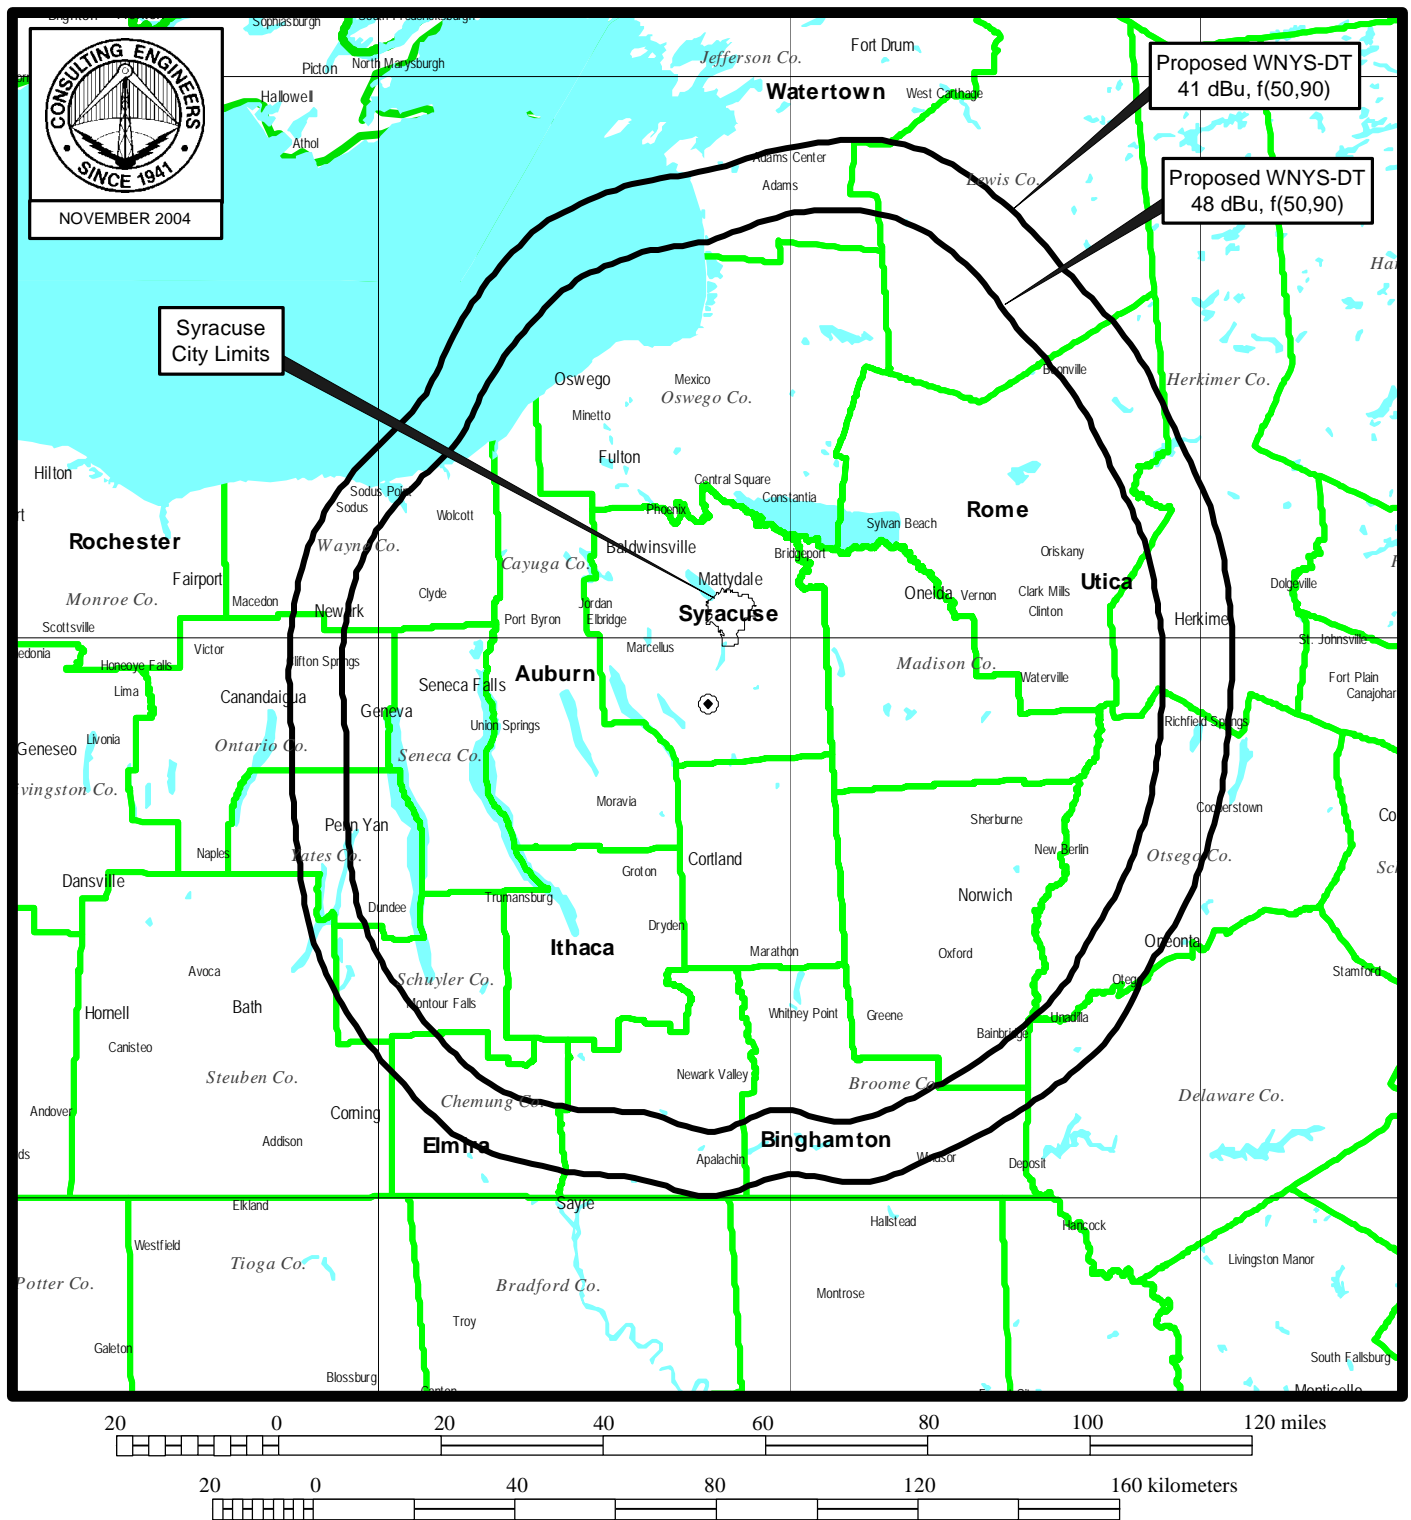 Brighton
Sophiasburgh
South Fredericksburgh
North Marysburgh
Picton
Hallowell
Athol
CONSULTING ENGINEERS
SINCE 1941
NOVEMBER 2004
Jefferson Co.
Fort Drum
Watertown
West Carthage
Proposed WNYS-DT
41 dBu, f(50,90)
Adams Center
Adams
Lewis Co.
Proposed WNYS-DT
48 dBu, f(50,90)
Syracuse
City Limits
Oswego
Mexico
Oswego Co.
Minetto
Boonville
Herkimer Co.
Hilton
Fulton
Central Square
Constantia
Sodus Point
Sodus
Wolcott
Phoenix
Rome
Sylvan Beach
Rochester
Wayne Co.
Baldwinsville
Bridgeport
Oriskany
Cayuga Co.
Fairport
Mattydale
Utica
Dolgeville
Monroe Co.
Macedon
Newark
Clyde
Jordan
Oneida
Vernon
Clark Mills
Clinton
Scottsville
Port Byron
Elbridge
Syracuse
Herkimer
edonia
Honeoye Falls
Victor
Clifton Springs
Marcellus
Madison Co.
St. Johnsville
Lima
Canandaigua
Seneca Falls
Auburn
Waterville
Fort Plain
Canajohar
Geneva
Union Springs
Richfield Springs
Livonia
Geneseo
Ontario Co.
Seneca Co.
ivingston Co.
Moravia
Cooperstown
Co
Penn Yan
Sherburne
Naples
Yates Co.
Cortland
New Berlin
Otsego Co.
Sch
Dansville
Groton
Norwich
Dundee
Trumansburg
Dryden
Ithaca
Marathon
Oxford
Oneonta
Avoca
Schuyler Co.
Otego
Stamford
Hornell
Bath
Montour Falls
Whitney Point
Greene
Unadilla
Bainbridge
Canisteo
Steuben Co.
Newark Valley
Broome Co.
Delaware Co.
Andover
Corning
Chemung Co.
Addison
Elmira
Binghamton
ds
Apalachin
Windsor
Deposit
Elkland
Sayre
Hallstead
Hancock
Westfield
Tioga Co.
Livingston Manor
Potter Co.
Bradford Co.
Montrose
Troy
Galeton
South Fallsburg
Blossburg
Canton
Monticello
20 0 20 40 60 80 100 120 miles
20 0 40 80 120 160 kilometers